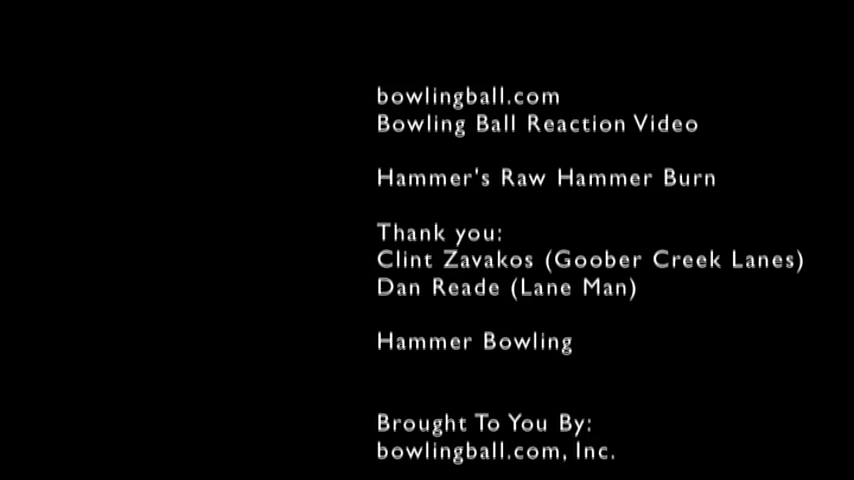 bowlingball.com
Bowling Ball Reaction Video
Hammer's Raw Hammer Burn
Thank you:
Clint Zavakos (Goober Creek Lanes)
Dan Reade (Lane Man)
Hammer Bowling
Brought To You By:
bowlingball.com, Inc.